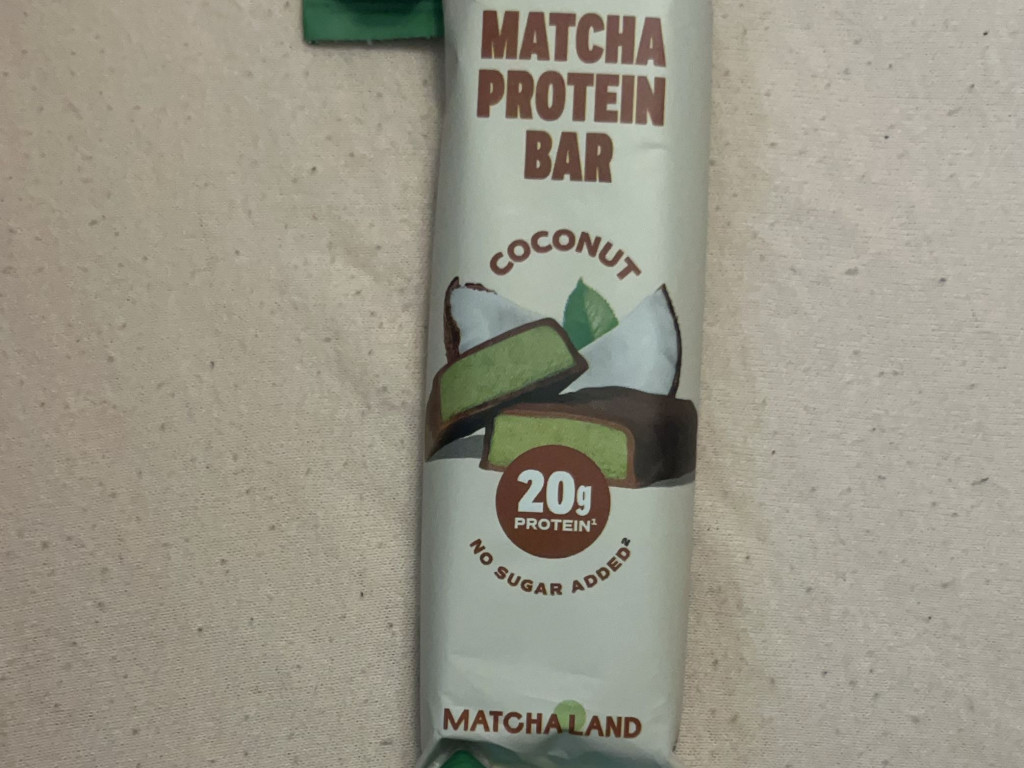 MATCHA
PROTEIN
BAR
COCONUT
20g
PROTEIN¹
NO SUGAR ADDED²
MATCHALAND